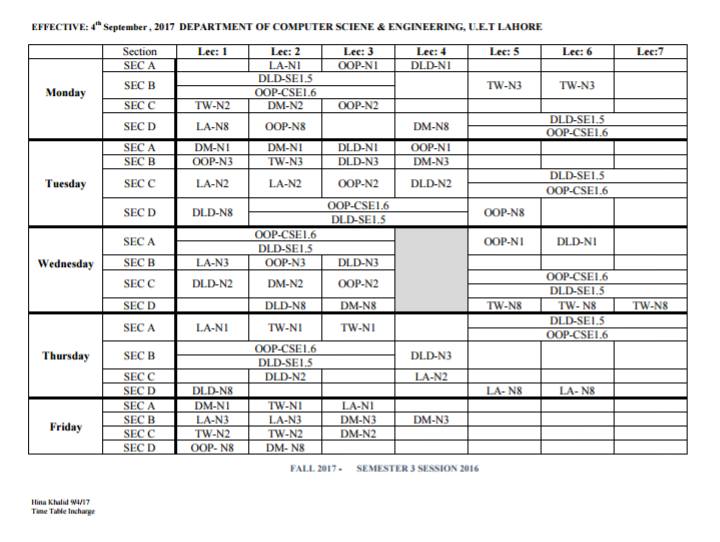 EFFECTIVE: 4th September, 2017 DEPARTMENT OF COMPUTER SCIENE & ENGINEERING, U.E.T LAHORE
Section Lec: 1 Lec: 2 Lec: 3 Lec: 4 Lec: 5 Lec: 6 Lec:7
Monday
SEC A LA-N1 OOP-N1 DLD-N1
SEC B DLD-SE1.5 OOP-CSE1.6 TW-N3 TW-N3
SEC C TW-N2 DM-N2 OOP-N2
SEC D LA-N8 OOP-N8 DM-N8 DLD-SE1.5 OOP-CSE1.6
Tuesday
SEC A DM-N1 DM-N1 DLD-N1 OOP-N1
SEC B OOP-N3 TW-N3 DLD-N3 DM-N3
SEC C LA-N2 LA-N2 OOP-N2 DLD-N2 DLD-SE1.5 OOP-CSE1.6
SEC D DLD-N8 OOP-CSE1.6 DLD-SE1.5 OOP-N8
Wednesday
SEC A OOP-CSE1.6 DLD-SE1.5 OOP-N1 DLD-N1
SEC B LA-N3 OOP-N3 DLD-N3
SEC C DLD-N2 DM-N2 OOP-N2 OOP-CSE1.6 DLD-SE1.5
SEC D DLD-N8 DM-N8 TW-N8 TW- N8 TW-N8
Thursday
SEC A LA-N1 TW-N1 TW-N1 DLD-SE1.5 OOP-CSE1.6
SEC B OOP-CSE1.6 DLD-SE1.5 DLD-N3
SEC C DLD-N2 LA-N2
SEC D DLD-N8 LA- N8 LA- N8
Friday
SEC A DM-N1 TW-N1 LA-N1
SEC B LA-N3 LA-N3 DM-N3 DM-N3
SEC C TW-N2 TW-N2 DM-N2
SEC D OOP- N8 DM- N8
FALL 2017 - SEMESTER 3 SESSION 2016
Hina Khalid 9/4/17
Time Table Incharge